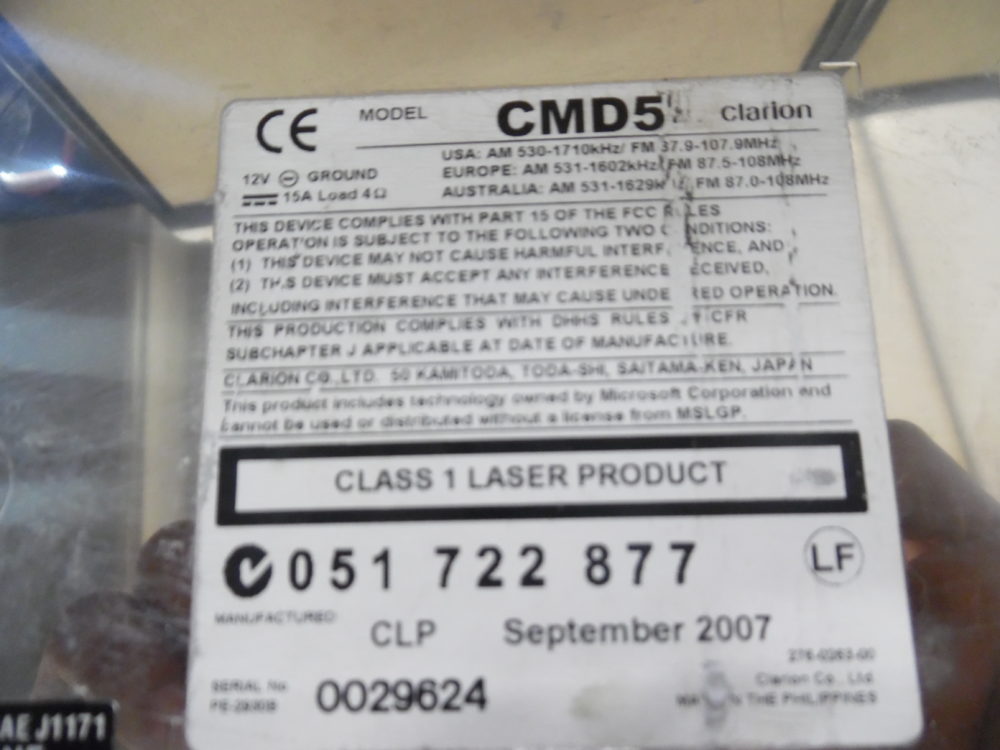 CE MODEL CMD5 clarion
12V GROUND
15A Load 4Ω
USA: AM 530-1710kHz/ FM 87.9-107.9MHz
EUROPE: AM 531-1602kHz/ FM 87.5-108MHz
AUSTRALIA: AM 531-1629k FM 87.0-108MHz
THIS DEVICE COMPLIES WITH PART 15 OF THE FCC RULES
OPERATION IS SUBJECT TO THE FOLLOWING TWO CONDITIONS:
(1) THIS DEVICE MAY NOT CAUSE HARMFUL INTERFERENCE, AND
(2) THIS DEVICE MUST ACCEPT ANY INTERFERENCE RECEIVED,
INCLUDING INTERFERENCE THAT MAY CAUSE UNDESIRED OPERATION.
THIS PRODUCTION COMPLIES WITH DHHS RULES CFR
SUBCHAPTER J APPLICABLE AT DATE OF MANUFACTURE.
CLARION CO.,LTD. 50 KAMITODA, TODA-SHI, SAITAMA-KEN, JAPAN
This product includes technology owned by Microsoft Corporation and
cannot be used or distributed without a license from MSLGP.
CLASS 1 LASER PRODUCT
051 722 877 LF
MANUFACTURED
CLP September 2007
276-0263-00
SERIAL No 0029624
Clarion Co., Ltd.
IN THE PHILIPPINES
AE J1171